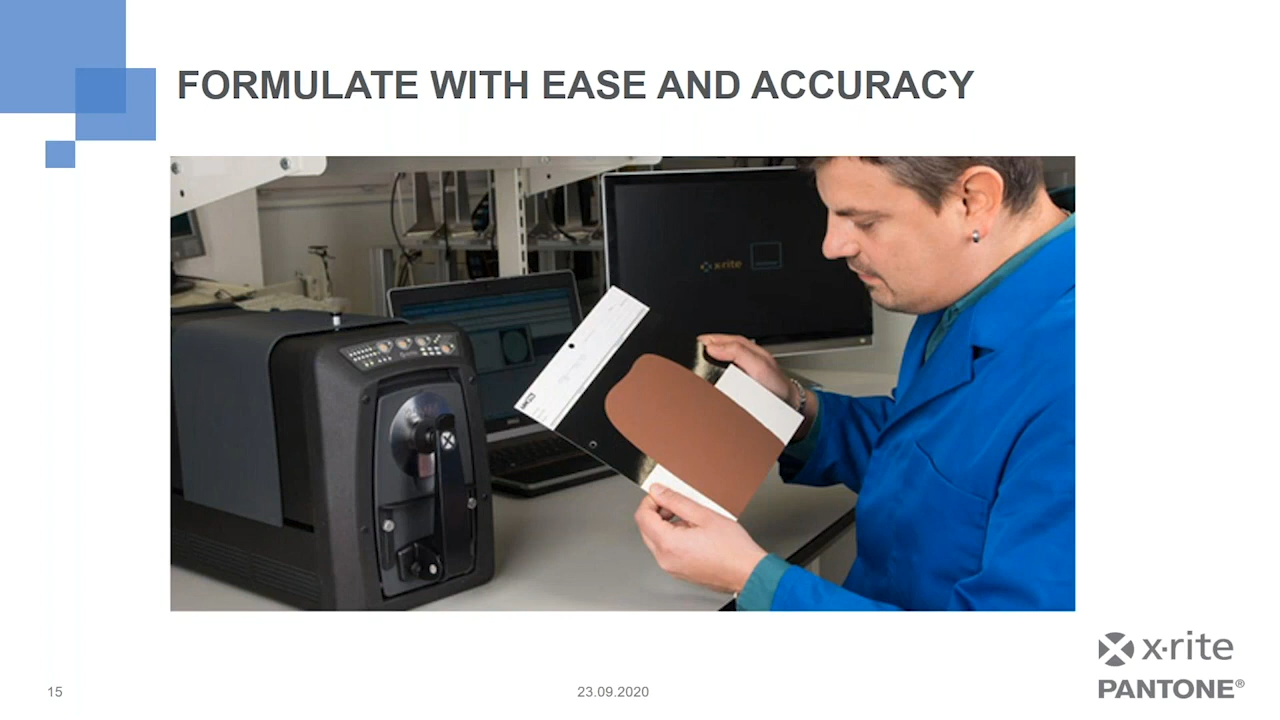 FORMULATE WITH EASE AND ACCURACY
x·rite
x·rite
PANTONE®
15
23.09.2020